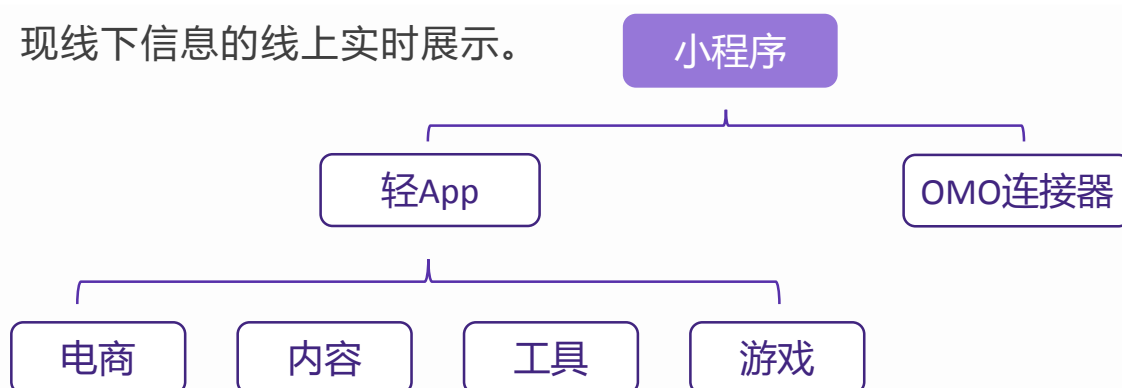 现线下信息的线上实时展示。
小程序
轻App
OMO连接器
电商
内容
工具
游戏